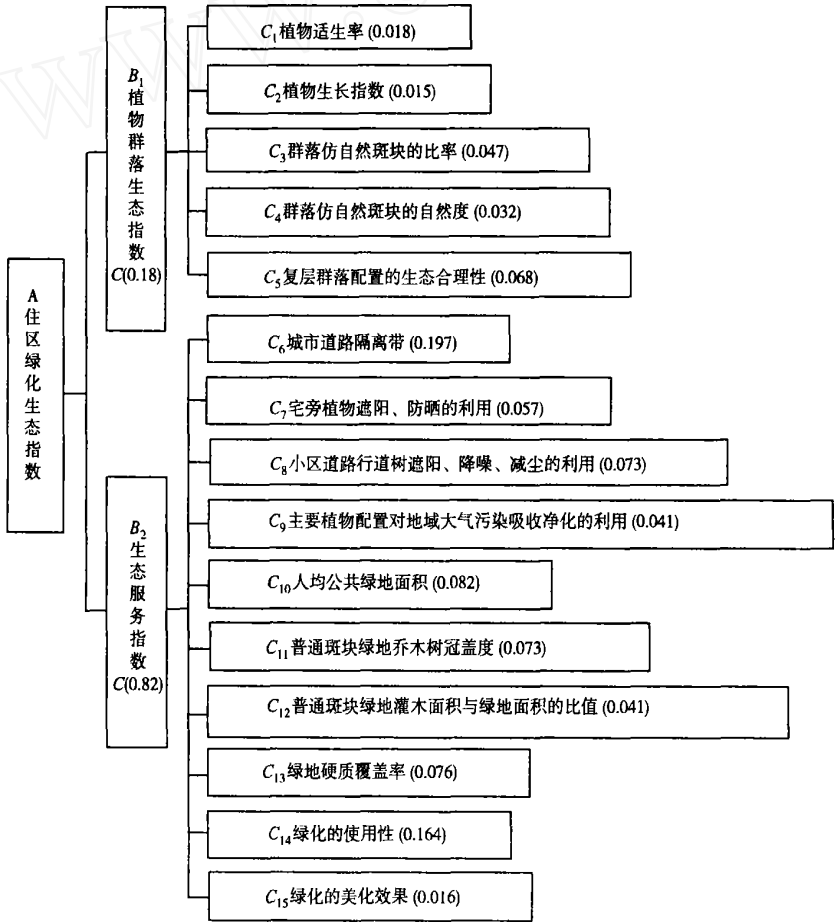 A住区绿化生态指数
B₁植物群落生态指数
C(0.18)
C₁植物适生率 (0.018)
C₂植物生长指数 (0.015)
C₃群落仿自然斑块的比率 (0.047)
C₄群落仿自然斑块的自然度 (0.032)
C₅复层群落配置的生态合理性 (0.068)
B₂生态服务指数
C(0.82)
C₆城市道路隔离带 (0.197)
C₇宅旁植物遮阳、防晒的利用 (0.057)
C₈小区道路行道树遮阳、降噪、减尘的利用 (0.073)
C₉主要植物配置对地域大气污染吸收净化的利用 (0.041)
C₁₀人均公共绿地面积 (0.082)
C₁₁普通斑块绿地乔木树冠盖度 (0.073)
C₁₂普通斑块绿地灌木面积与绿地面积的比值 (0.041)
C₁₃绿地硬质覆盖率 (0.076)
C₁₄绿化的使用性 (0.164)
C₁₅绿化的美化效果 (0.016)